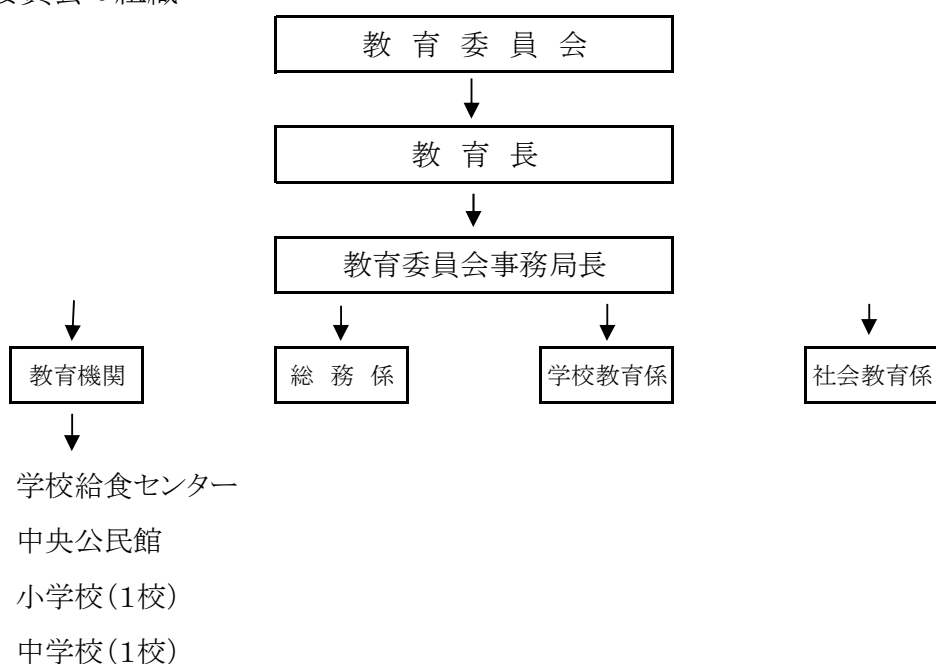 教 育 委 員 会
教 育 長
教育委員会事務局長
教育機関 総 務 係 学校教育係 社会教育係
学校給食センター
中央公民館
小学校(1校)
中学校(1校)